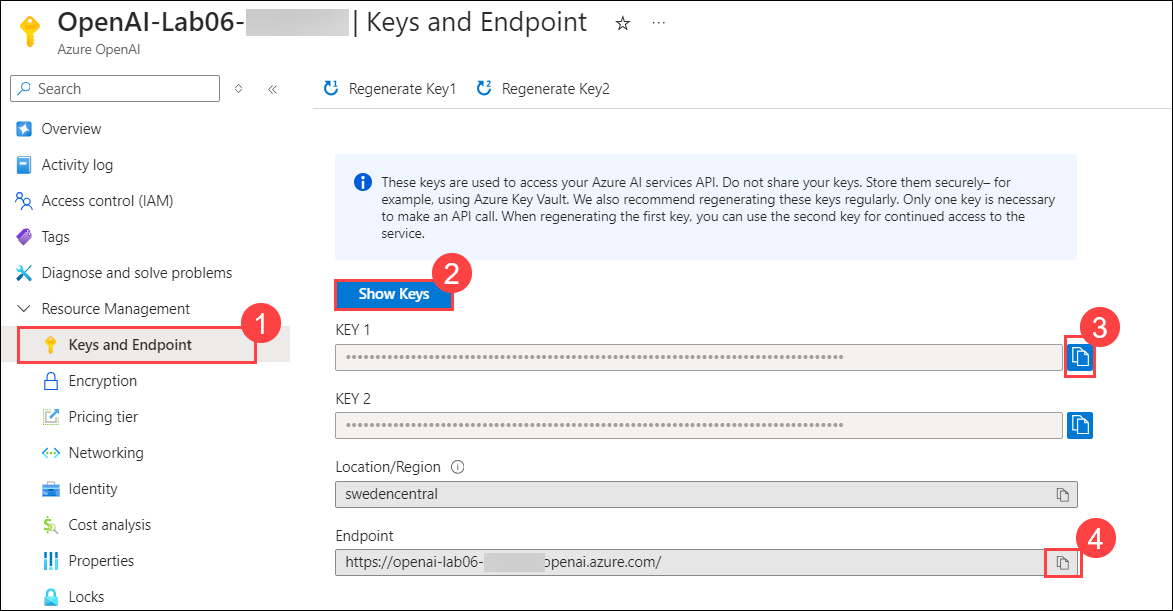 OpenAI-Lab06- | Keys and Endpoint
Azure OpenAI
Search
Regenerate Key1
Regenerate Key2
Overview
Activity log
Access control (IAM)
Tags
Diagnose and solve problems
Resource Management
1
Keys and Endpoint
Encryption
Pricing tier
Networking
Identity
Cost analysis
Properties
Locks
These keys are used to access your Azure AI services API. Do not share your keys. Store them securely– for
example, using Azure Key Vault. We also recommend regenerating these keys regularly. Only one key is necessary
to make an API call. When regenerating the first key, you can use the second key for continued access to the
service.
2
Show Keys
KEY 1
3
KEY 2
Location/Region
swedencentral
Endpoint
4
https://openai-lab06- openai.azure.com/